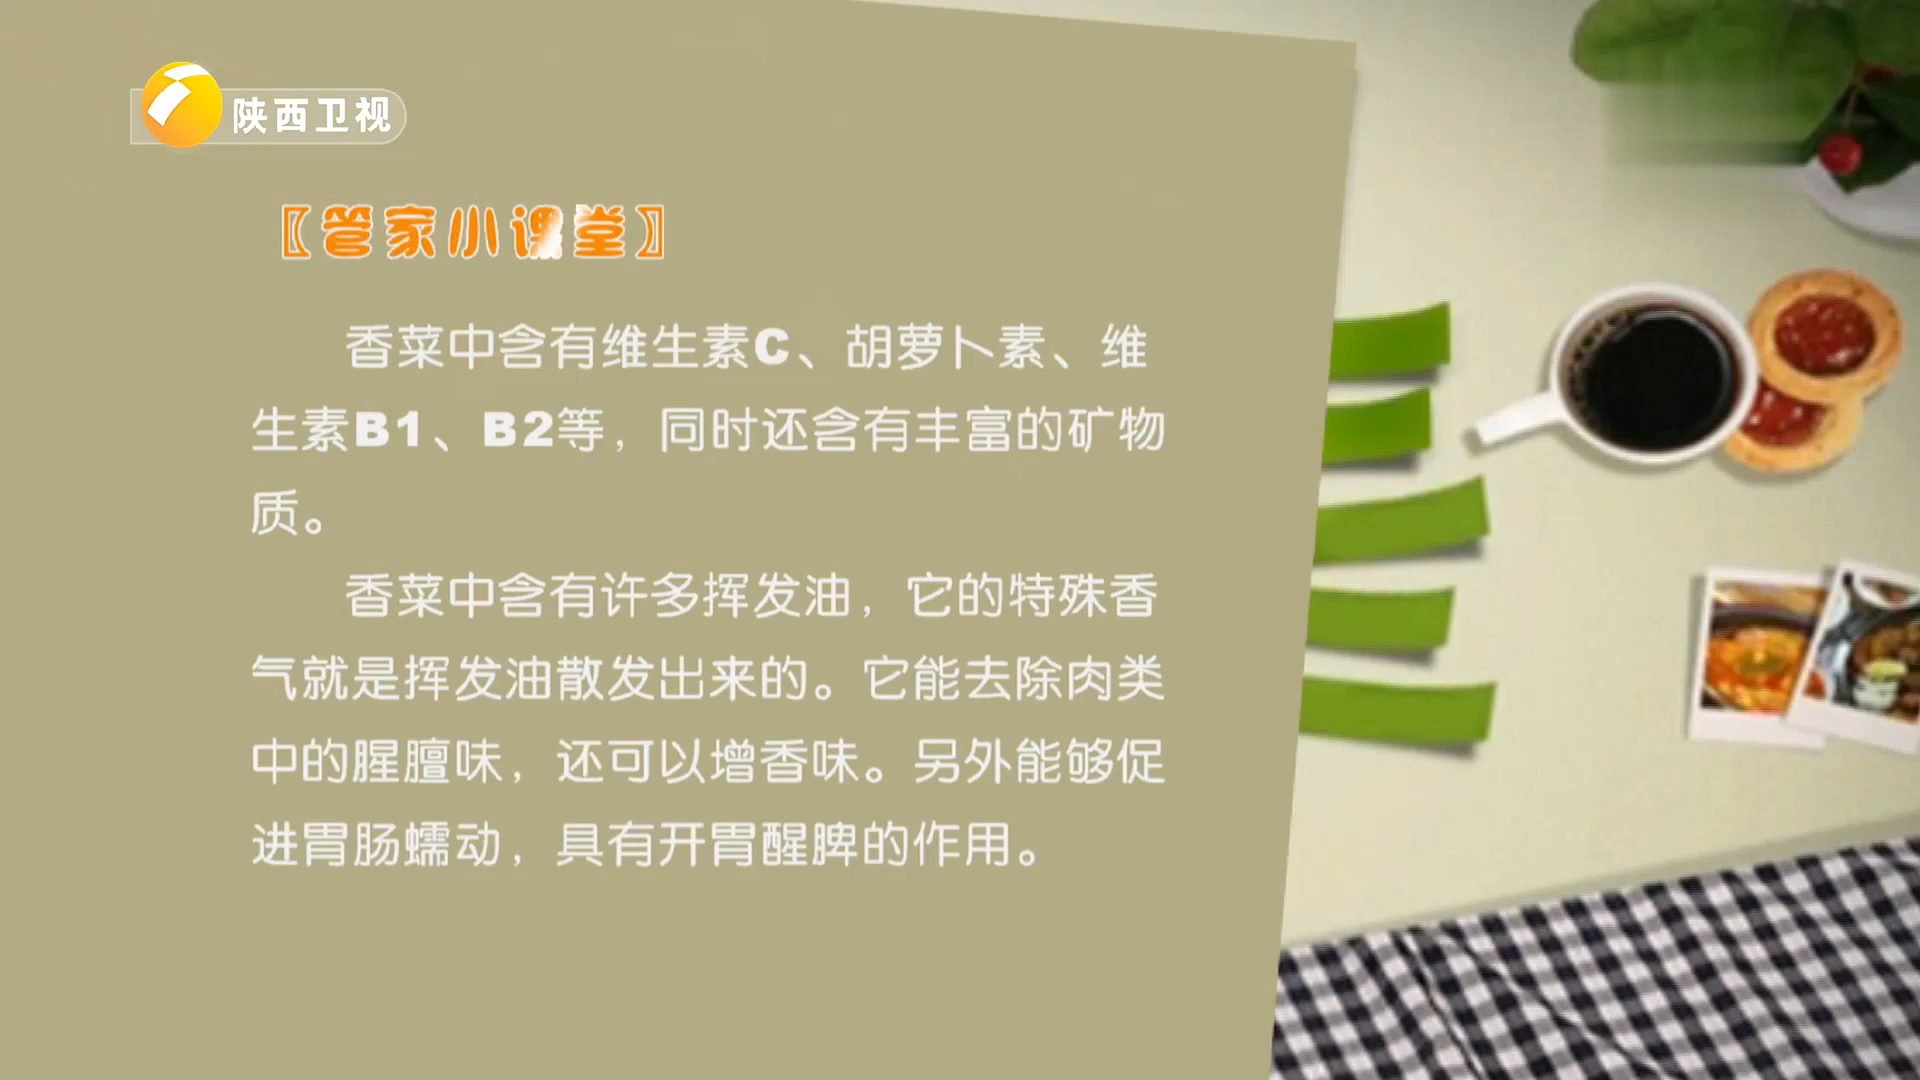 陕西卫视
〖管家小课堂〗
香菜中含有维生素C、胡萝卜素、维
生素B1、B2等，同时还含有丰富的矿物
质。
香菜中含有许多挥发油，它的特殊香
气就是挥发油散发出来的。它能去除肉类
中的腥膻味，还可以增香味。另外能够促
进胃肠蠕动，具有开胃醒脾的作用。